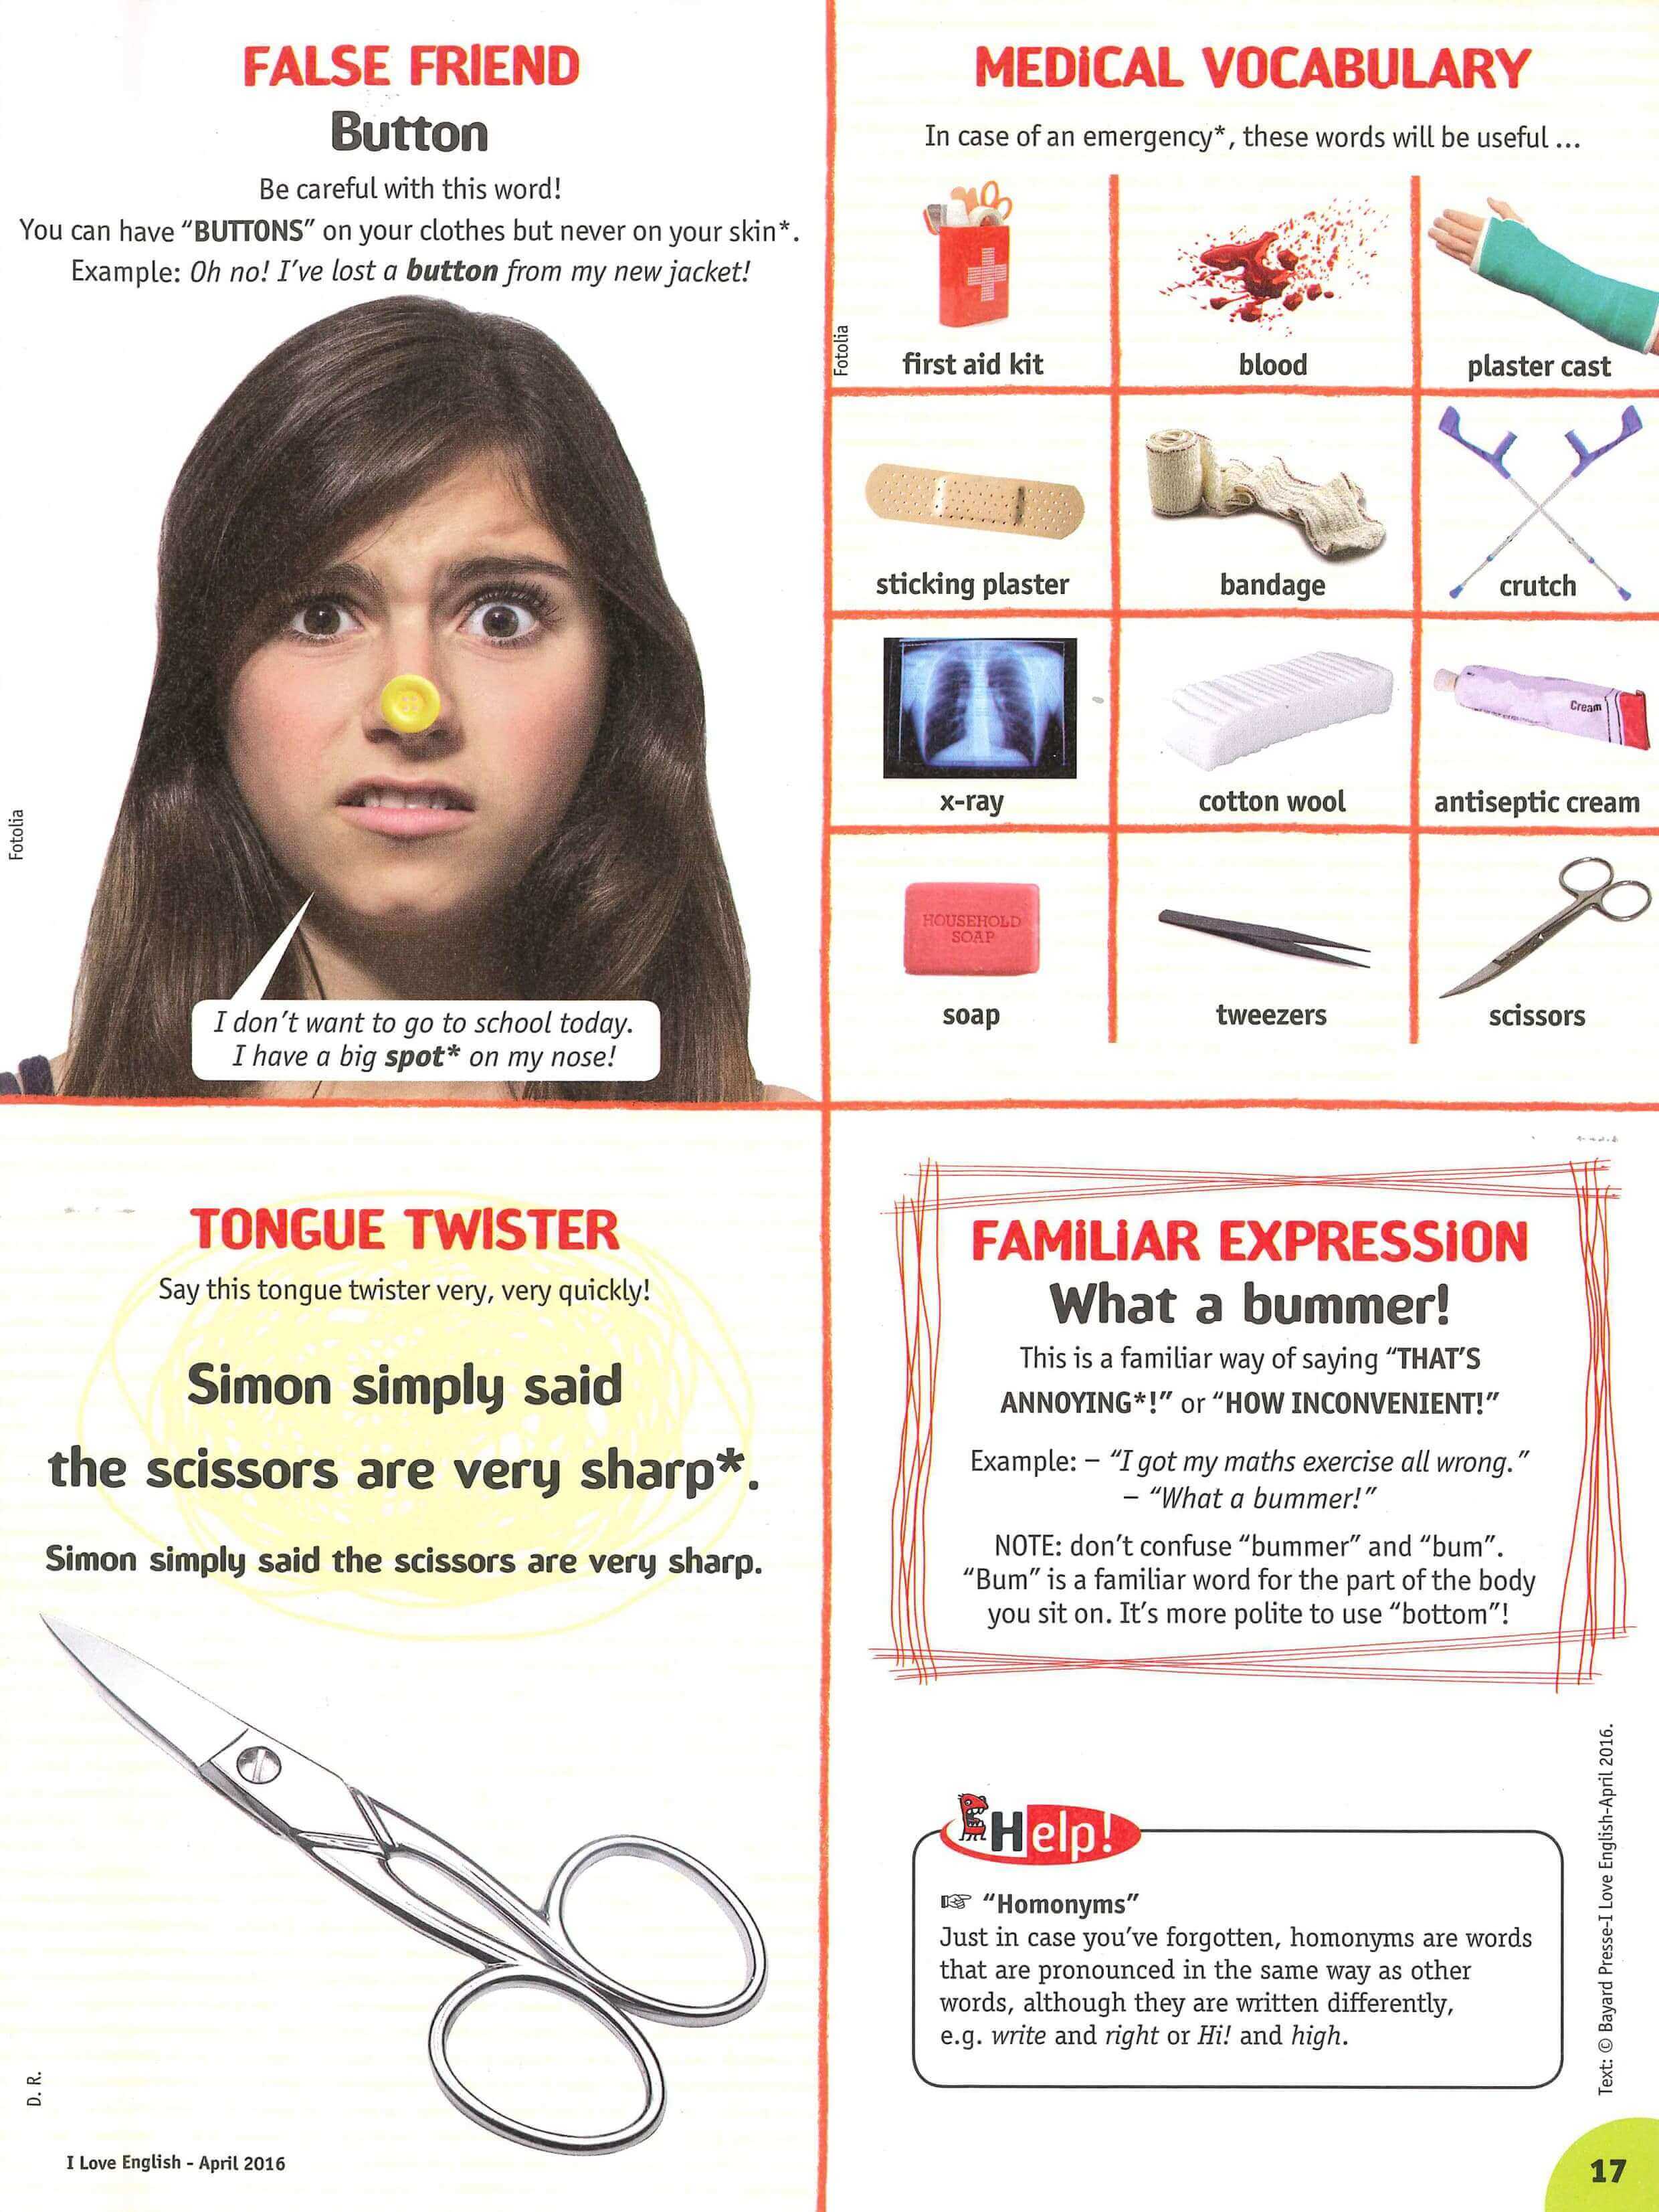 FALSE FRIEND
Button
Be careful with this word!
You can have “BUTTONS” on your clothes but never on your skin*.
Example: Oh no! I've lost a button from my new jacket!
Fotolia
I don't want to go to school today.
I have a big spot* on my nose!
MEDiCAL VOCABULARY
In case of an emergency*, these words will be useful ...
Fotolia
first aid kit
blood
plaster cast
sticking plaster
bandage
crutch
Cream
x-ray
cotton wool
antiseptic cream
HOUSEHOLD
SOAP
soap
tweezers
scissors
TONGUE TWISTER
Say this tongue twister very, very quickly!
Simon simply said
the scissors are very sharp*.
Simon simply said the scissors are very sharp.
D. R.
I Love English - April 2016
FAMiLiAR EXPRESSiON
What a bummer!
This is a familiar way of saying “THAT'S
ANNOYING*!” or “HOW INCONVENIENT!”
Example: – “I got my maths exercise all wrong.”
– “What a bummer!”
NOTE: don't confuse “bummer” and “bum”.
“Bum” is a familiar word for the part of the body
you sit on. It's more polite to use “bottom”!
Help!
☞ “Homonyms”
Just in case you've forgotten, homonyms are words
that are pronounced in the same way as other
words, although they are written differently,
e.g. write and right or Hi! and high.
Text: © Bayard Presse-I Love English-April 2016.
17